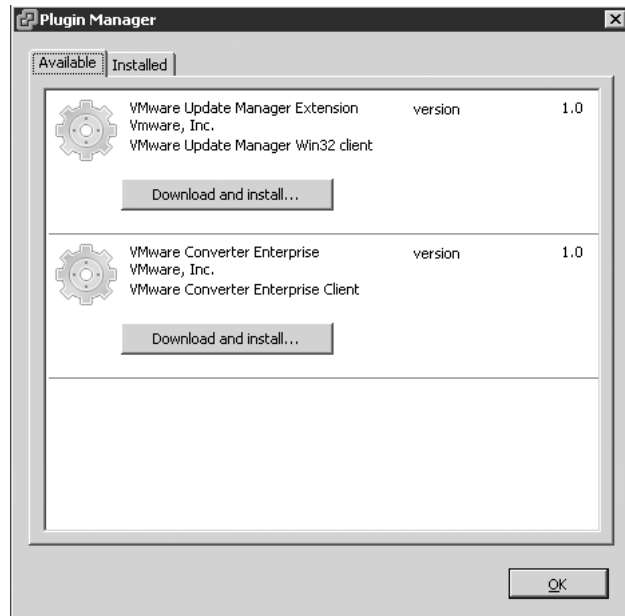 Plugin Manager
Available
Installed
VMware Update Manager Extension version 1.0
Vmware, Inc.
VMware Update Manager Win32 client
Download and install...
VMware Converter Enterprise version 1.0
VMware, Inc.
VMware Converter Enterprise Client
Download and install...
OK